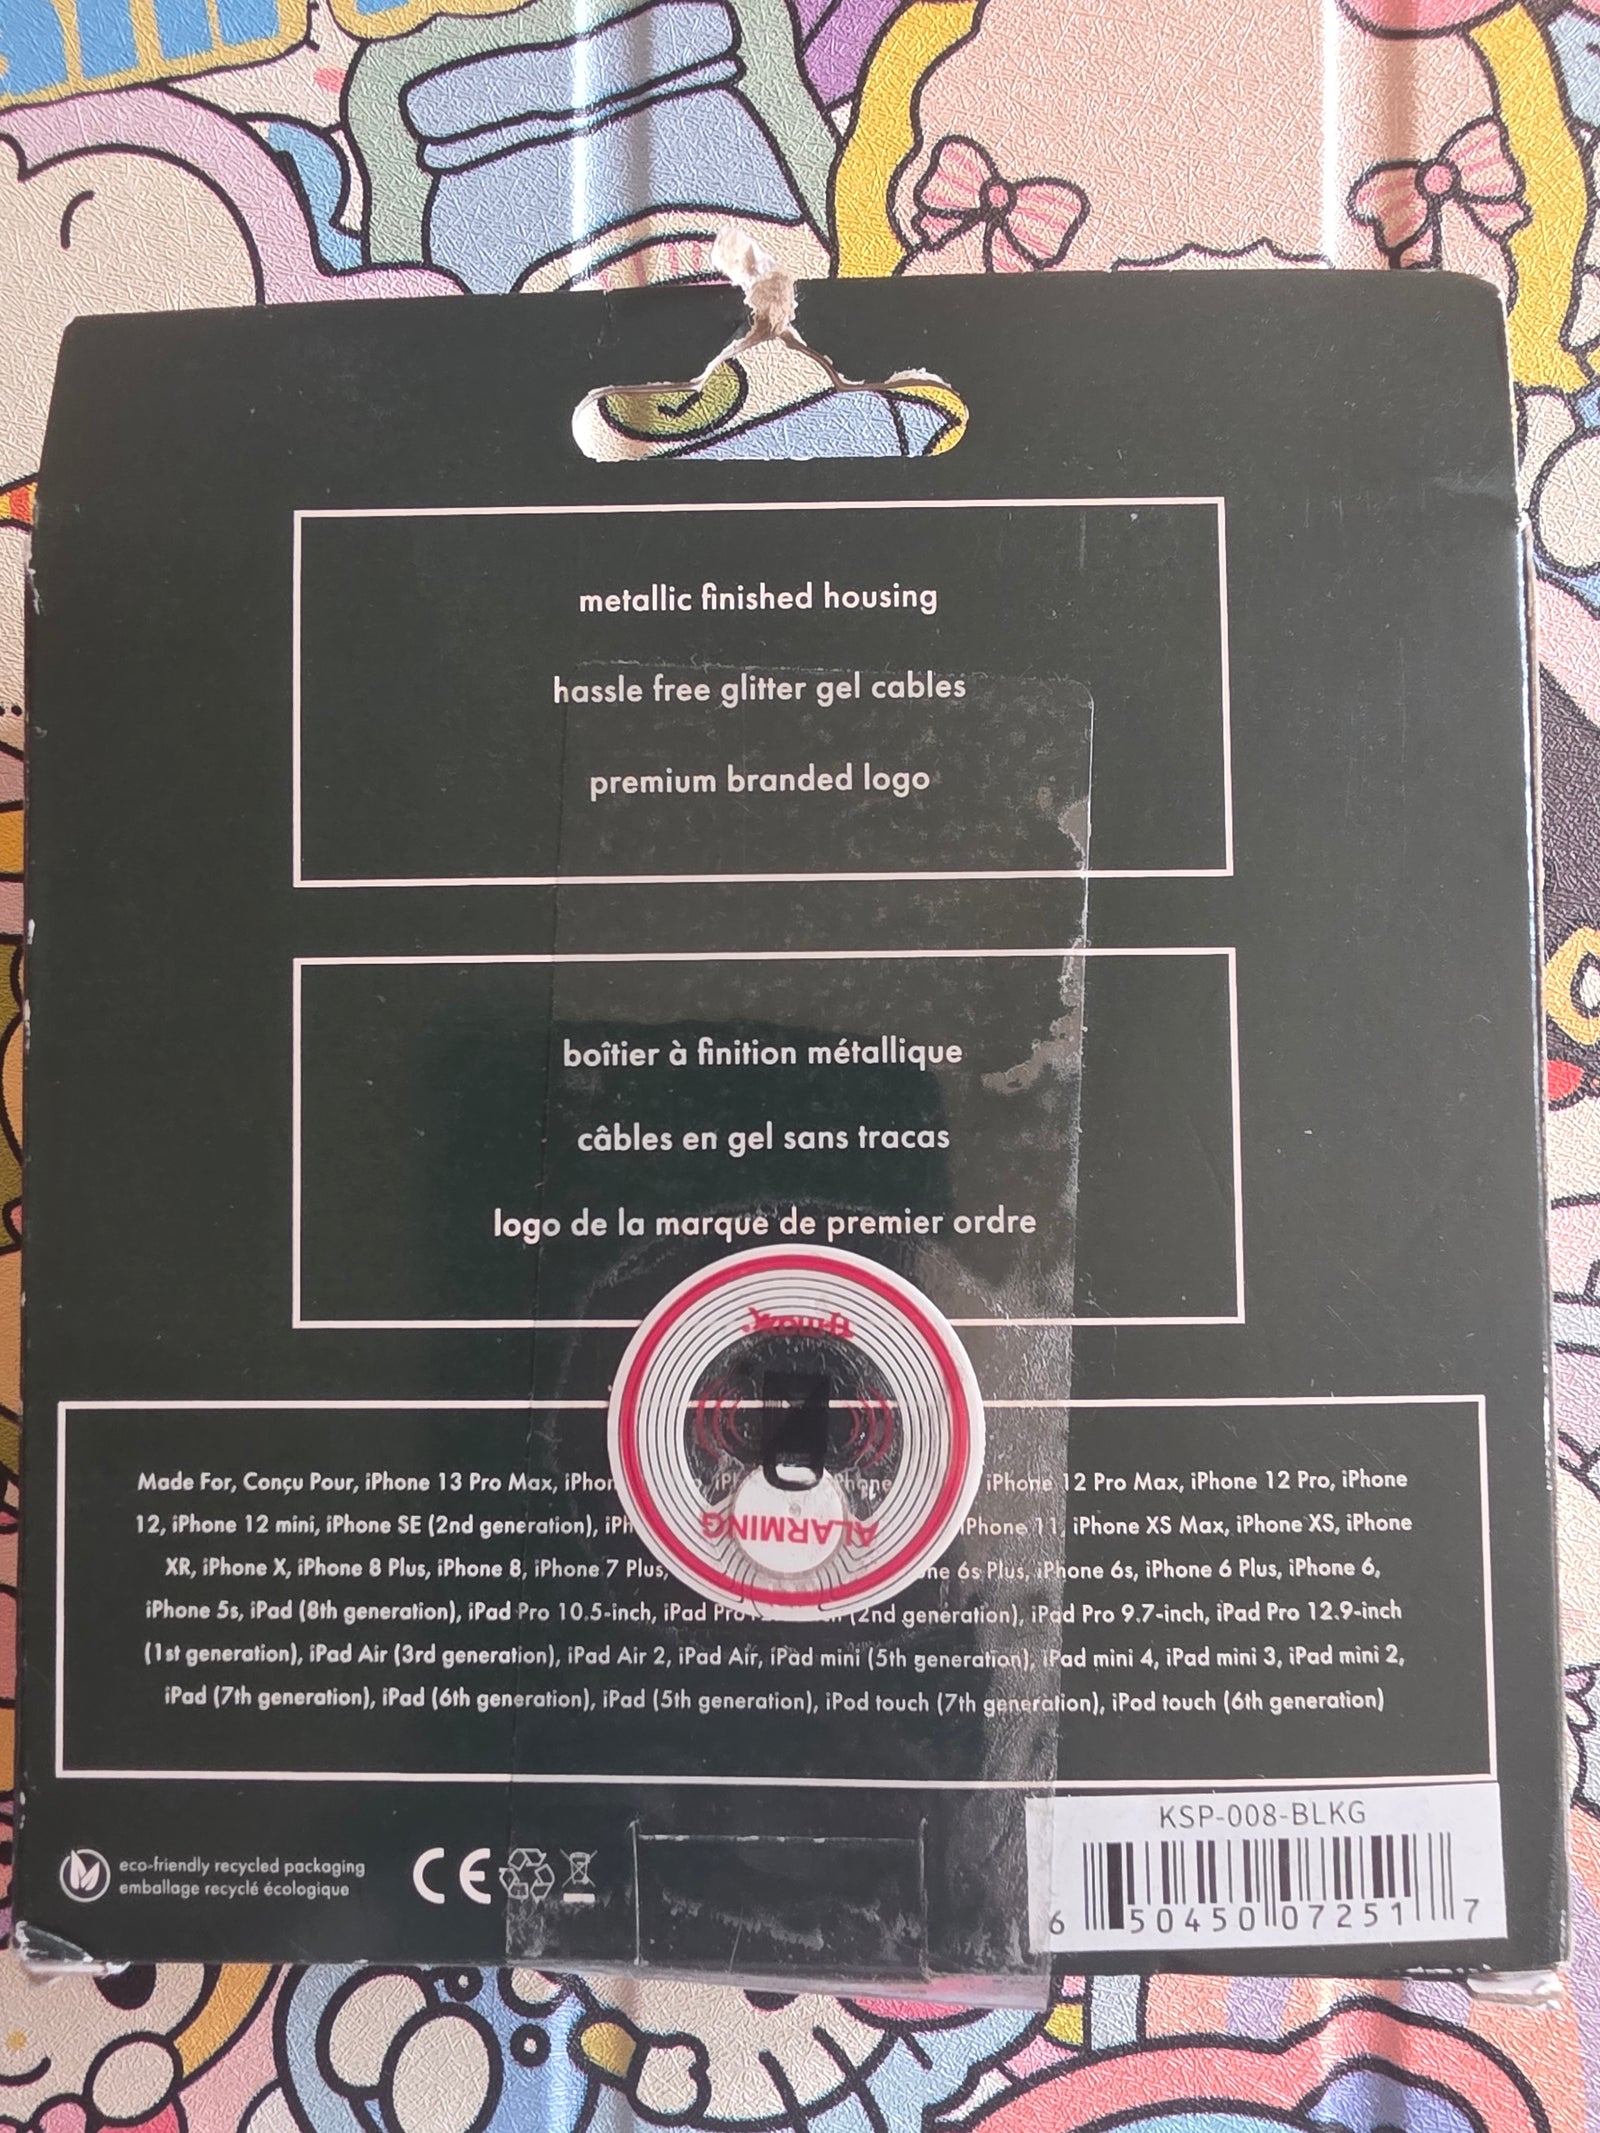 metallic finished housing
hassle free glitter gel cables
premium branded logo
boîtier à finition métallique
câbles en gel sans tracas
logo de la marque de premier ordre
ALARMING
Made For, Conçu Pour, iPhone 13 Pro Max, iPhone 12 Pro Max, iPhone 12 Pro, iPhone
12, iPhone 12 mini, iPhone SE (2nd generation), iPhone 11, iPhone XS Max, iPhone XS, iPhone
XR, iPhone X, iPhone 8 Plus, iPhone 8, iPhone 7 Plus, 6s Plus, iPhone 6s, iPhone 6 Plus, iPhone 6,
iPhone 5s, iPad (8th generation), iPad Pro 10.5-inch, iPad Pro (2nd generation), iPad Pro 9.7-inch, iPad Pro 12.9-inch
(1st generation), iPad Air (3rd generation), iPad Air 2, iPad Air, iPad mini (5th generation), iPad mini 4, iPad mini 3, iPad mini 2,
iPad (7th generation), iPad (6th generation), iPad (5th generation), iPod touch (7th generation), iPod touch (6th generation)
eco-friendly recycled packaging
emballage recyclé écologique
CE
KSP-008-BLKG
6 50450 07251 7